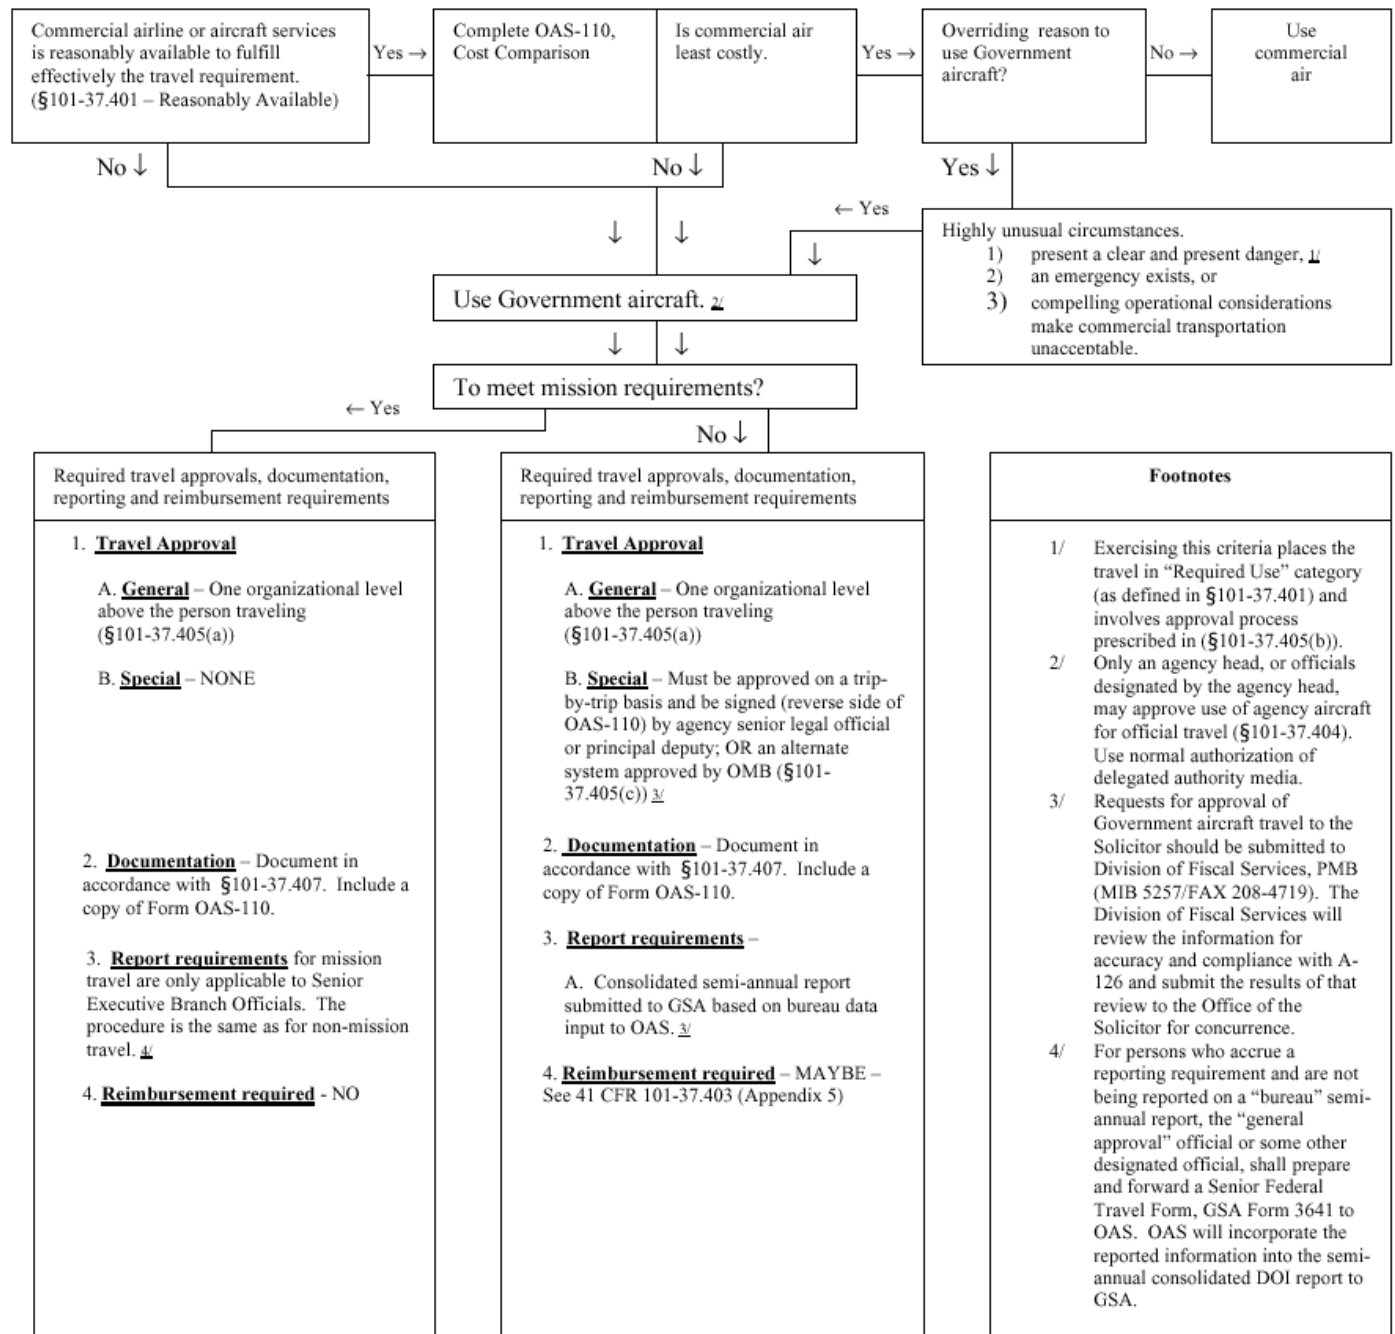 Commercial airline or aircraft services
is reasonably available to fulfill
effectively the travel requirement.
(§101-37.401 – Reasonably Available)
Yes →
Complete OAS-110,
Cost Comparison
Is commercial air
least costly.
Yes →
Overriding reason to
use Government
aircraft?
No →
Use
commercial
air
No ↓
No ↓
Yes ↓
← Yes
↓ ↓
↓
Highly unusual circumstances.
1) present a clear and present danger, 1/
2) an emergency exists, or
3) compelling operational considerations
make commercial transportation
unacceptable.
Use Government aircraft. 2/
↓ ↓
To meet mission requirements?
← Yes
No ↓
Required travel approvals, documentation,
reporting and reimbursement requirements
1. Travel Approval
A. General – One organizational level
above the person traveling
(§101-37.405(a))
B. Special – NONE
2. Documentation – Document in
accordance with §101-37.407. Include a
copy of Form OAS-110.
3. Report requirements for mission
travel are only applicable to Senior
Executive Branch Officials. The
procedure is the same as for non-mission
travel. 4/
4. Reimbursement required - NO
Required travel approvals, documentation,
reporting and reimbursement requirements
1. Travel Approval
A. General – One organizational level
above the person traveling
(§101-37.405(a))
B. Special – Must be approved on a trip-
by-trip basis and be signed (reverse side of
OAS-110) by agency senior legal official
or principal deputy; OR an alternate
system approved by OMB (§101-
37.405(c)) 3/
2. Documentation – Document in
accordance with §101-37.407. Include a
copy of Form OAS-110.
3. Report requirements –
A. Consolidated semi-annual report
submitted to GSA based on bureau data
input to OAS. 3/
4. Reimbursement required – MAYBE –
See 41 CFR 101-37.403 (Appendix 5)
Footnotes
1/ Exercising this criteria places the
travel in “Required Use” category
(as defined in §101-37.401) and
involves approval process
prescribed in (§101-37.405(b)).
2/ Only an agency head, or officials
designated by the agency head,
may approve use of agency aircraft
for official travel (§101-37.404).
Use normal authorization of
delegated authority media.
3/ Requests for approval of
Government aircraft travel to the
Solicitor should be submitted to
Division of Fiscal Services, PMB
(MIB 5257/FAX 208-4719). The
Division of Fiscal Services will
review the information for
accuracy and compliance with A-
126 and submit the results of that
review to the Office of the
Solicitor for concurrence.
4/ For persons who accrue a
reporting requirement and are not
being reported on a “bureau” semi-
annual report, the “general
approval” official or some other
designated official, shall prepare
and forward a Senior Federal
Travel Form, GSA Form 3641 to
OAS. OAS will incorporate the
reported information into the semi-
annual consolidated DOI report to
GSA.